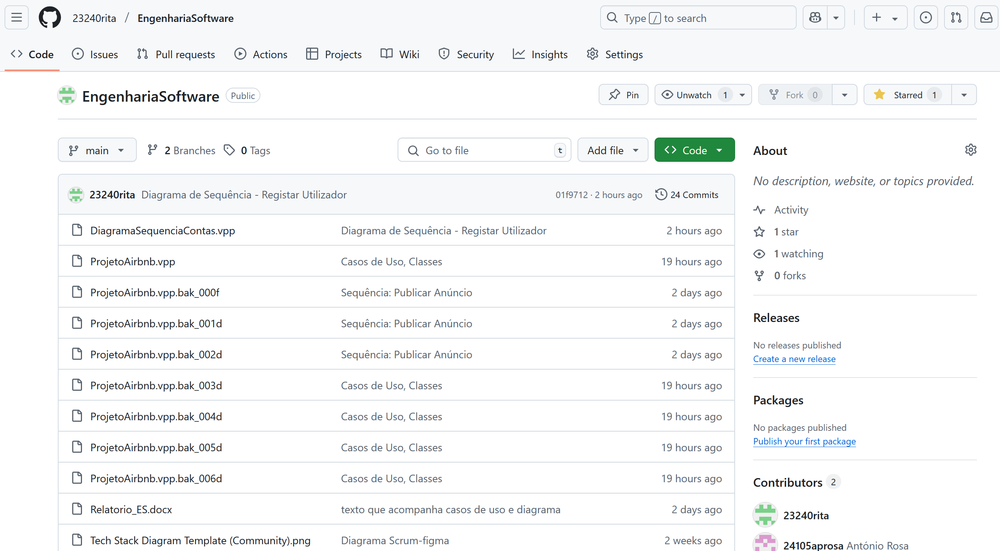 23240rita / EngenhariaSoftware
Type / to search
Code Issues Pull requests Actions Projects Wiki Security Insights Settings
EngenhariaSoftware Public
Pin Unwatch 1 Fork 0 Starred 1
main 2 Branches 0 Tags Go to file t Add file Code
23240rita Diagrama de Sequência - Registar Utilizador 01f9712 · 2 hours ago 24 Commits
DiagramaSequenciaContas.vpp Diagrama de Sequência - Registar Utilizador 2 hours ago
ProjetoAirbnb.vpp Casos de Uso, Classes 19 hours ago
ProjetoAirbnb.vpp.bak_000f Sequência: Publicar Anúncio 2 days ago
ProjetoAirbnb.vpp.bak_001d Sequência: Publicar Anúncio 2 days ago
ProjetoAirbnb.vpp.bak_002d Sequência: Publicar Anúncio 2 days ago
ProjetoAirbnb.vpp.bak_003d Casos de Uso, Classes 19 hours ago
ProjetoAirbnb.vpp.bak_004d Casos de Uso, Classes 19 hours ago
ProjetoAirbnb.vpp.bak_005d Casos de Uso, Classes 19 hours ago
ProjetoAirbnb.vpp.bak_006d Casos de Uso, Classes 19 hours ago
Relatorio_ES.docx texto que acompanha casos de uso e diagrama 2 days ago
Tech Stack Diagram Template (Community).png Diagrama Scrum-figma 2 weeks ago
About
No description, website, or topics provided.
Activity
1 star
1 watching
0 forks
Releases
No releases published
Create a new release
Packages
No packages published
Publish your first package
Contributors 2
23240rita
24105aprosa António Rosa